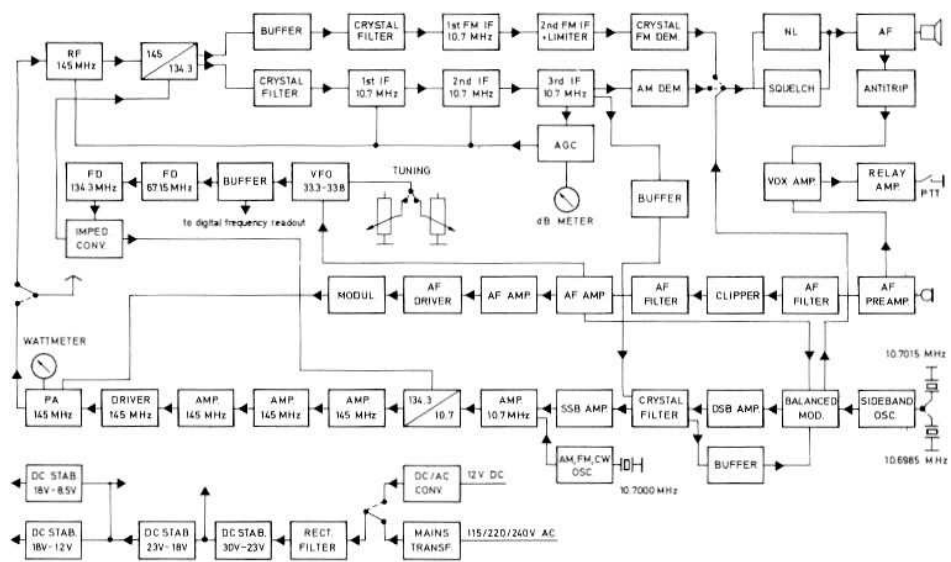 BUFFER
CRYSTAL
FILTER
1st FM IF
10.7 MHz
2nd FM IF
+LIMITER
CRYSTAL
FM DEM.
NL
AF
RF
145 MHz
145
134.3
CRYSTAL
FILTER
1st IF
10.7 MHz
2nd IF
10.7 MHz
3rd IF
10.7 MHz
AM DEM.
SQUELCH
ANTITRIP
AGC
FD
134.3 MHz
FD
67.15 MHz
BUFFER
VFO
33.3-33.8
TUNING
dB METER
BUFFER
VOX AMP.
RELAY
AMP.
PTT
to digital frequency readout
IMPED
CONV.
MODUL
AF
DRIVER
AF AMP.
AF AMP.
AF
FILTER
CLIPPER
AF
FILTER
AF
PREAMP.
WATTMETER
10.7015 MHz
PA
145 MHz
DRIVER
145 MHz
AMP.
145 MHz
AMP.
145 MHz
AMP.
145 MHz
134.3
10.7
AMP.
10.7 MHz
SSB AMP.
CRYSTAL
FILTER
DSB AMP.
BALANCED
MOD.
SIDEBAND
OSC.
AM, FM, CW
OSC
10.7000 MHz
BUFFER
10.6985 MHz
DC STAB
18V-8.5V
DC/AC
CONV.
12V DC
DC STAB.
18V-12V
DC STAB
23V-18V
DC STAB.
30V-23V
RECT.
FILTER
MAINS
TRANSF.
115/220/240V AC